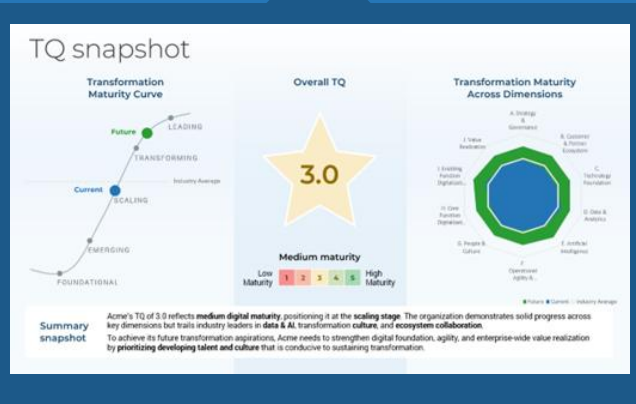 TQ snapshot
Transformation
Maturity Curve
Future
LEADING
TRANSFORMING
Industry Average
Current
SCALING
EMERGING
FOUNDATIONAL
Overall TQ
3.0
Medium maturity
Low
Maturity
1 2 3 4 5
High
Maturity
Transformation Maturity
Across Dimensions
A. Strategy
&
Governance
B. Customer
& Partner
Ecosystem
C.
Technology
Foundation
D. Data &
Analytics
E. Artificial
Intelligence
F.
Operational
Agility &...
G. People &
Culture
H. Core
Function
Digitalizati...
I. Enabling
Function
Digitalizati...
J. Value
Realization
Future Current Industry Average
Summary
snapshot
Acme's TQ of 3.0 reflects medium digital maturity, positioning it at the scaling stage. The organization demonstrates solid progress across
key dimensions but trails industry leaders in data & AI, transformation culture, and ecosystem collaboration.
To achieve its future transformation aspirations, Acme needs to strengthen digital foundation, agility, and enterprise-wide value realization
by prioritizing developing talent and culture that is conducive to sustaining transformation.